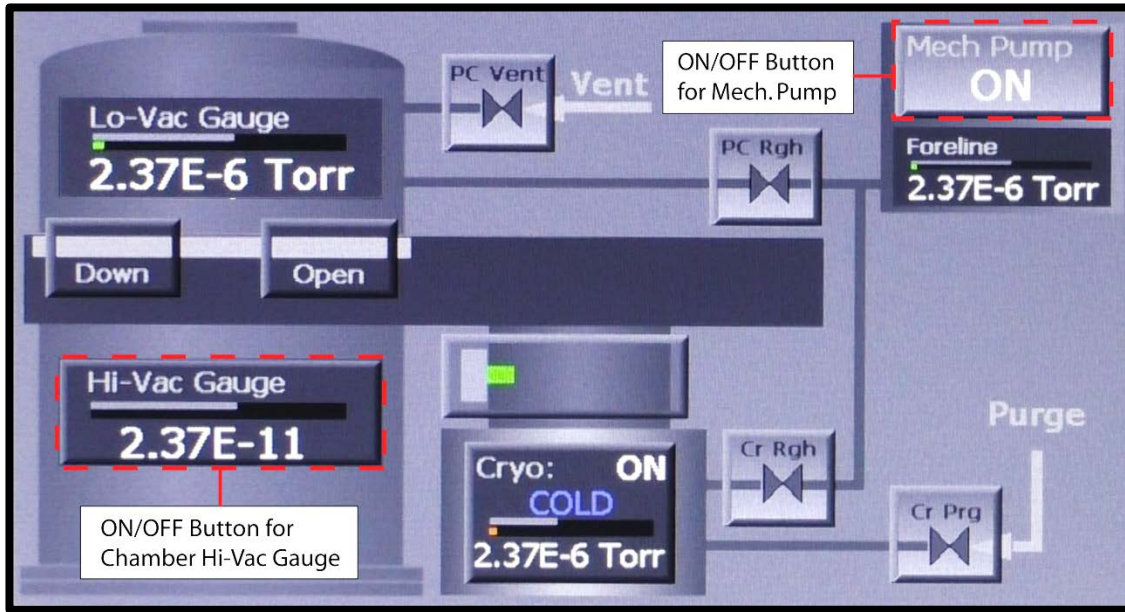 Lo-Vac Gauge
2.37E-6 Torr
PC Vent
Vent
ON/OFF Button
for Mech. Pump
Mech Pump
ON
PC Rgh
Foreline
2.37E-6 Torr
Down
Open
Hi-Vac Gauge
2.37E-11
ON/OFF Button for
Chamber Hi-Vac Gauge
Cryo: ON
COLD
2.37E-6 Torr
Cr Rgh
Purge
Cr Prg